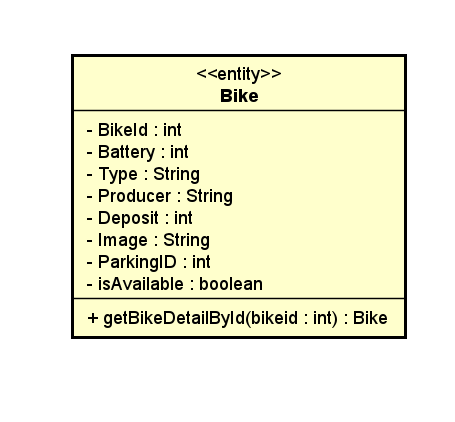 <<entity>>
Bike
- BikeId : int
- Battery : int
- Type : String
- Producer : String
- Deposit : int
- Image : String
- ParkingID : int
- isAvailable : boolean
+ getBikeDetailById(bikeid : int) : Bike